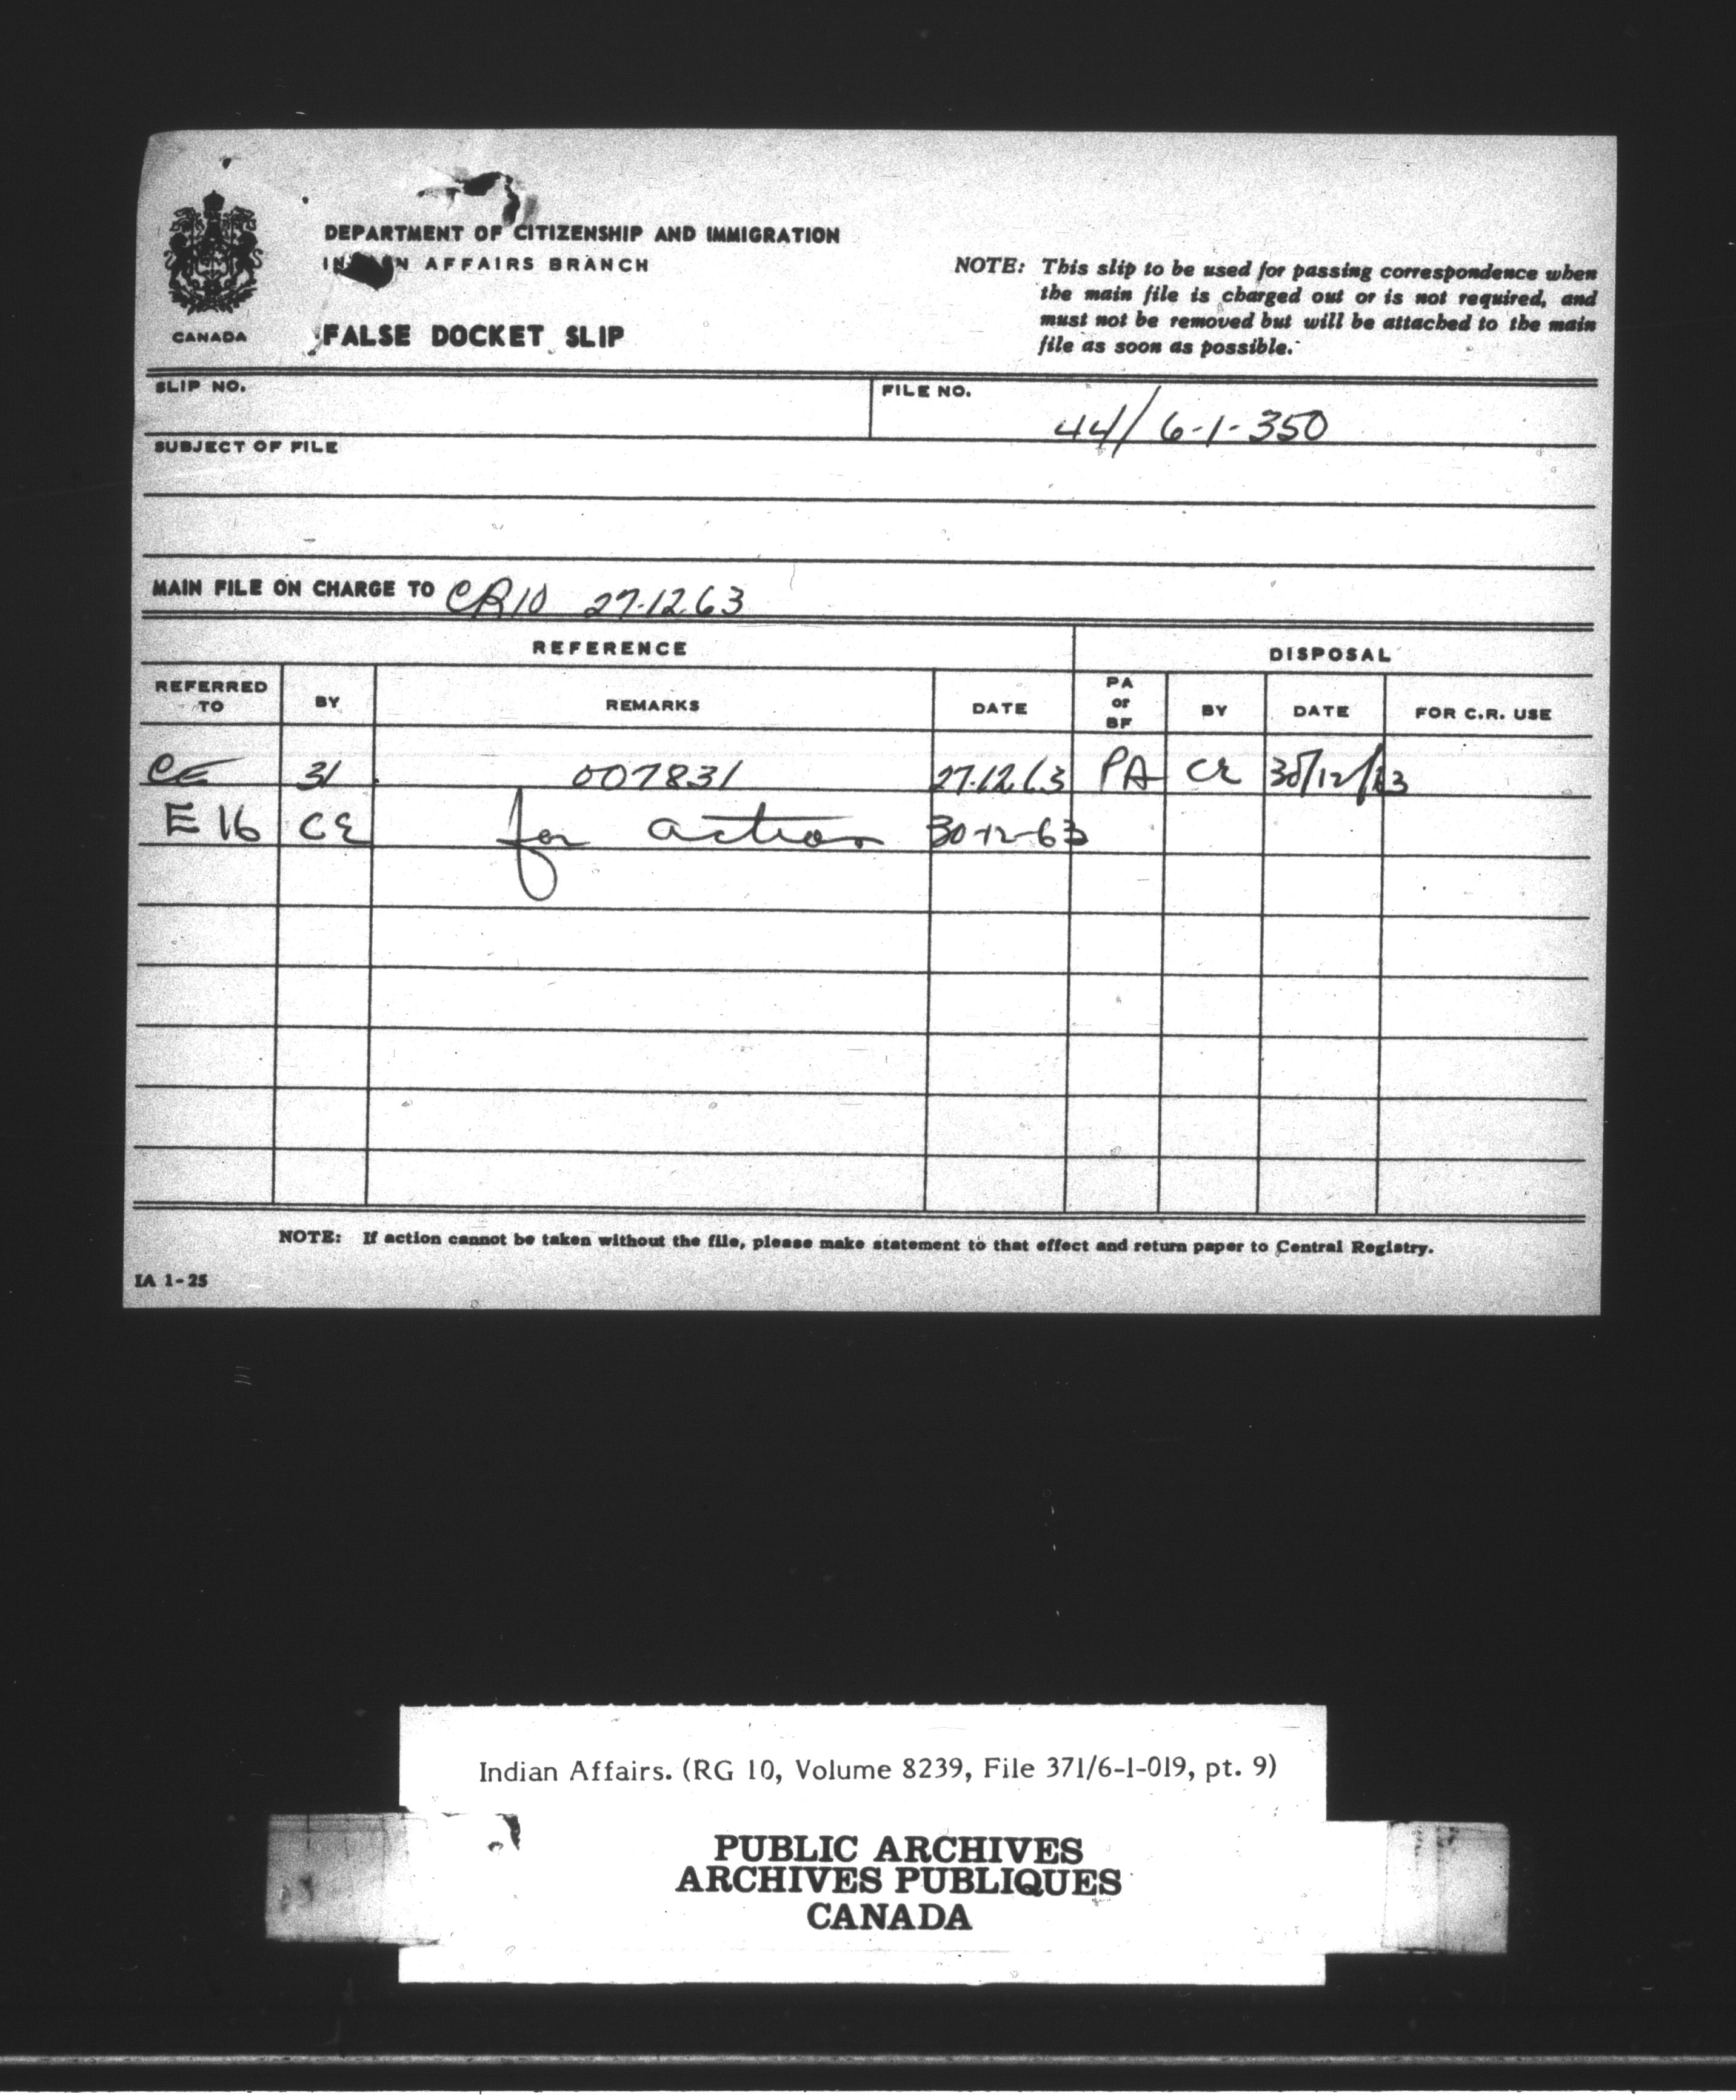 DEPARTMENT OF CITIZENSHIP AND IMMIGRATION
INDIAN AFFAIRS BRANCH
CANADA
FALSE DOCKET SLIP
NOTE: This slip to be used for passing correspondence when
the main file is charged out or is not required, and
must not be removed but will be attached to the main
file as soon as possible.
SLIP NO.
FILE NO. 44/6-1-350
SUBJECT OF FILE
MAIN FILE ON CHARGE TO CR10 27.12.63
REFERENCE DISPOSAL
REFERRED TO BY REMARKS DATE PA or BF BY DATE FOR C.R. USE
CE 31 007831 27.12.63 PA CE 30/12/63
E16 CE for action 30-12-63
NOTE: If action cannot be taken without the file, please make statement to that effect and return paper to Central Registry.
IA 1-25
Indian Affairs. (RG 10, Volume 8239, File 371/6-1-019, pt. 9)
PUBLIC ARCHIVES
ARCHIVES PUBLIQUES
CANADA